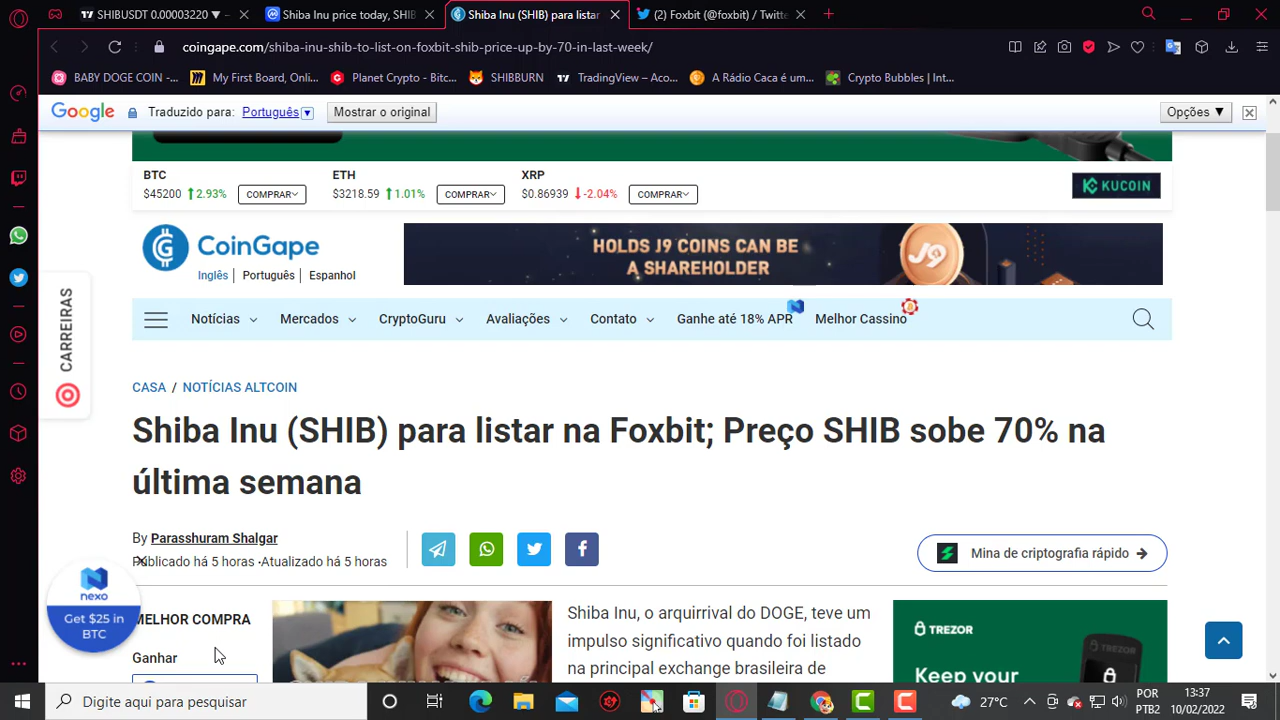 SHIBUSDT 0.00003220 ▼
Shiba Inu price today, SHIB
Shiba Inu (SHIB) para listar
(2) Foxbit (@foxbit) / Twitte
coingape.com/shiba-inu-shib-to-list-on-foxbit-shib-price-up-by-70-in-last-week/
BABY DOGE COIN -...
My First Board, Onli...
Planet Crypto - Bitc...
SHIBBURN
TradingView – Aco...
A Rádio Caca é um...
Crypto Bubbles | Int...
Google
Traduzido para: Português
Mostrar o original
Opções ▼
BTC
$45200 2.93% COMPRAR
ETH
$3218.59 1.01% COMPRAR
XRP
$0.86939 -2.04% COMPRAR
KUCOIN
CoinGape
Inglês | Português | Espanhol
HOLDS J9 COINS CAN BE
A SHAREHOLDER
J9
CARREIRAS
Notícias
Mercados
CryptoGuru
Avaliações
Contato
Ganhe até 18% APR
Melhor Cassino
CASA / NOTÍCIAS ALTCOIN
Shiba Inu (SHIB) para listar na Foxbit; Preço SHIB sobe 70% na
última semana
By Parasshuram Shalgar
Publicado há 5 horas · Atualizado há 5 horas
Mina de criptografia rápido
nexo
Get $25 in
BTC
MELHOR COMPRA
Ganhar
Shiba Inu, o arquirrival do DOGE, teve um
impulso significativo quando foi listado
na principal exchange brasileira de
TREZOR
Keep your
Digite aqui para pesquisar
27°C
POR
PTB2
13:37
10/02/2022